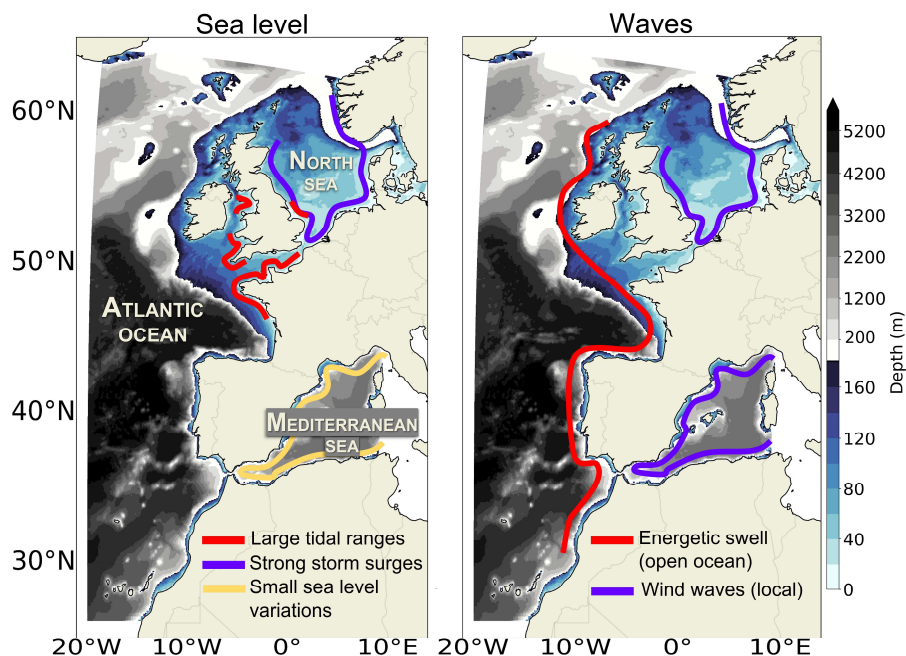 Sea level
Waves
60°N
50°N
40°N
30°N
NORTH
SEA
ATLANTIC
OCEAN
MEDITERRANEAN
SEA
Large tidal ranges
Strong storm surges
Small sea level
variations
20°W
10°W
0°
10°E
Energetic swell
(open ocean)
Wind waves (local)
20°W
10°W
0°
10°E
5200
4200
3200
2200
1200
200
160
120
80
40
0
Depth (m)